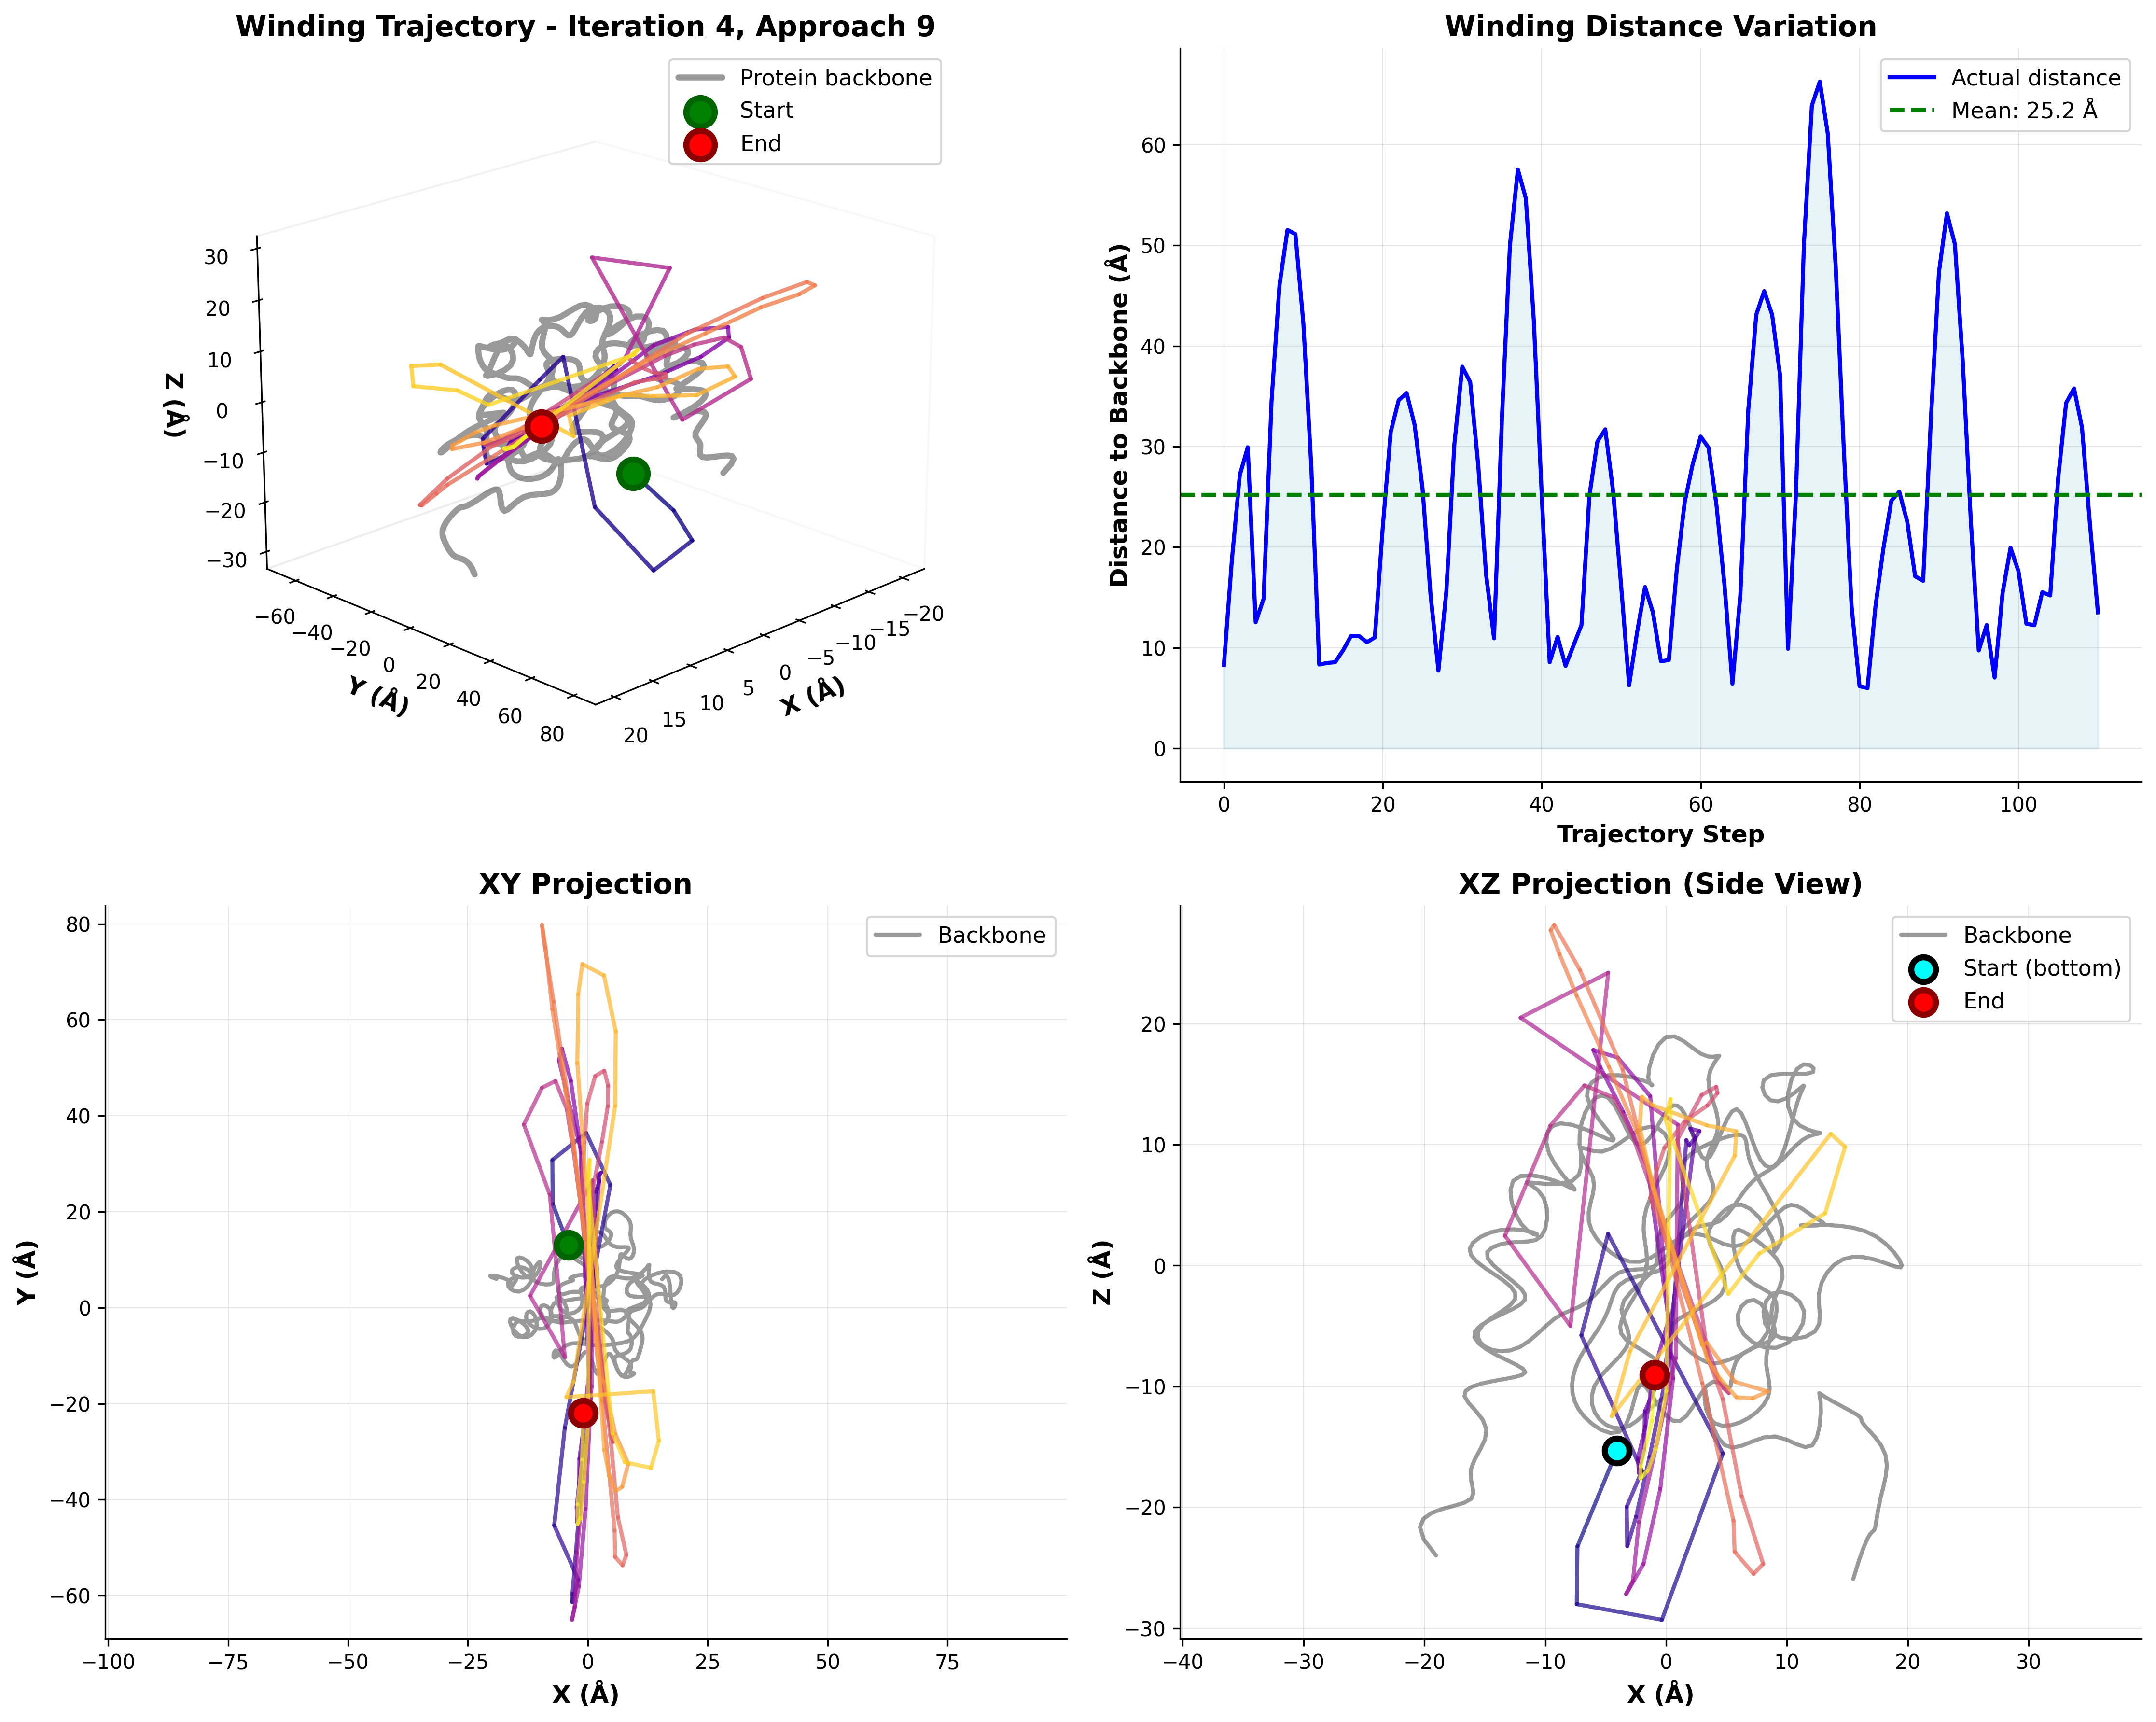 Winding Trajectory - Iteration 4, Approach 9
Protein backbone
Start
End
30
20
10
0
−10
−20
−30
Z (Å)
−60
−40
−20
0
20
40
60
80
Y (Å)
20
15
10
5
0
−5
−10
−15
−20
X (Å)
Winding Distance Variation
Actual distance
Mean: 25.2 Å
60
50
40
30
20
10
0
Distance to Backbone (Å)
0 20 40 60 80 100
Trajectory Step
XY Projection
Backbone
80
60
40
20
0
−20
−40
−60
Y (Å)
−100 −75 −50 −25 0 25 50 75
X (Å)
XZ Projection (Side View)
Backbone
Start (bottom)
End
20
10
0
−10
−20
−30
Z (Å)
−40 −30 −20 −10 0 10 20 30
X (Å)